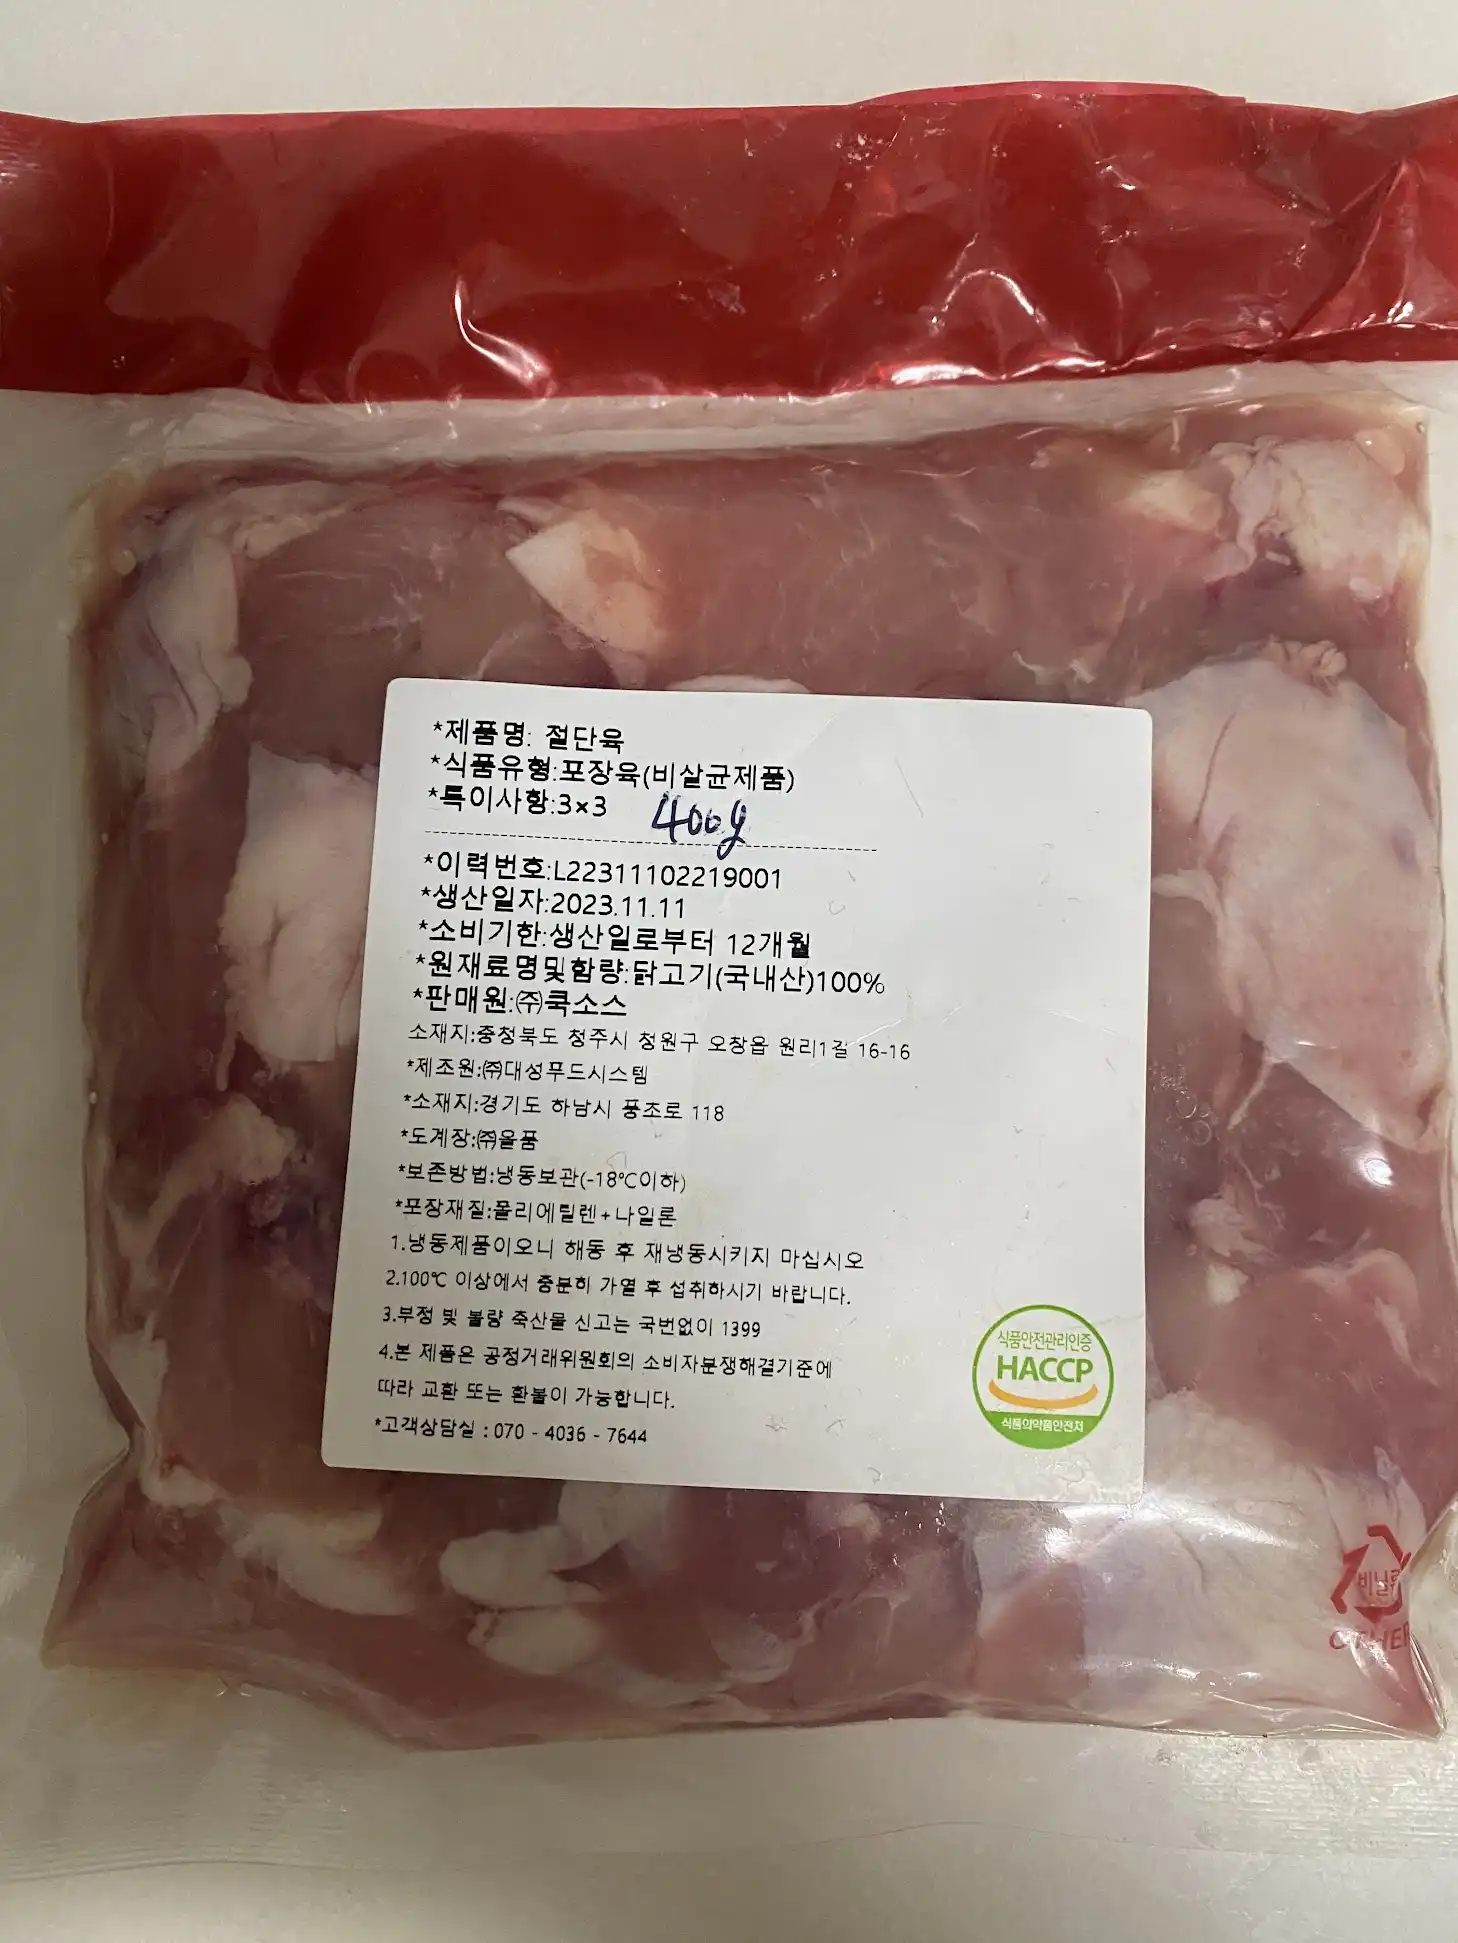 *제품명: 절단육
*식품유형:포장육(비살균제품)
*특이사항:3×3 400g
*이력번호:L22311102219001
*생산일자:2023.11.11
*소비기한:생산일로부터 12개월
*원재료명및함량:닭고기(국내산)100%
*판매원:㈜쿡소스
소재지:충청북도 청주시 청원구 오창읍 원리1길 16-16
*제조원:㈜대성푸드시스템
*소재지:경기도 하남시 풍초로 118
*도계장:㈜올품
*보존방법:냉동보관(-18℃이하)
*포장재질:폴리에틸렌+나일론
1.냉동제품이오니 해동 후 재냉동시키지 마십시오
2.100℃ 이상에서 충분히 가열 후 섭취하시기 바랍니다.
3.부정 및 불량 축산물 신고는 국번없이 1399
4.본 제품은 공정거래위원회의 소비자분쟁해결기준에
따라 교환 또는 환불이 가능합니다.
*고객상담실 : 070 - 4036 - 7644
식품안전관리인증
HACCP
식품의약품안전처
비닐류
OTHER